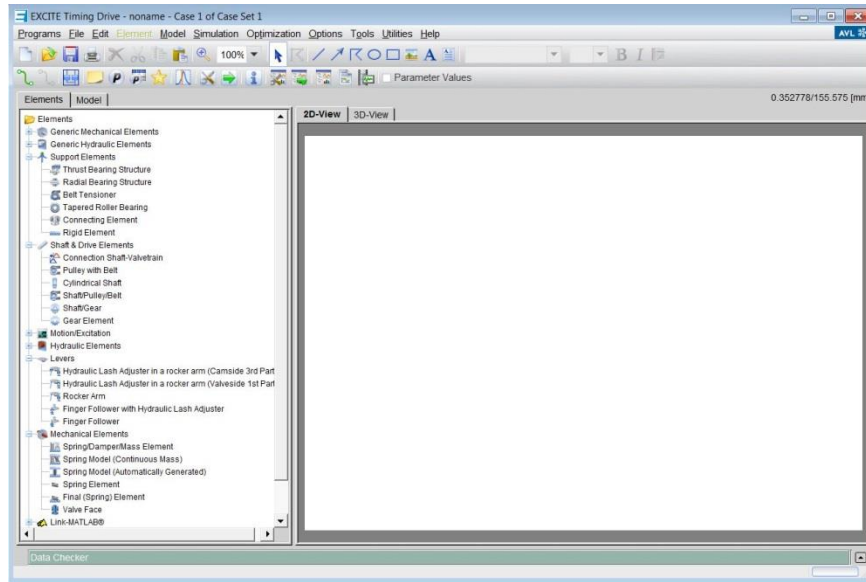 EXCITE Timing Drive - noname - Case 1 of Case Set 1
Programs File Edit Element Model Simulation Optimization Options Tools Utilities Help
AVL
100%
A B I
P Parameter Values
Elements Model
0.352778/155.575 [mm
2D-View 3D-View
Elements
Generic Mechanical Elements
Generic Hydraulic Elements
Support Elements
Thrust Bearing Structure
Radial Bearing Structure
Belt Tensioner
Tapered Roller Bearing
Connecting Element
Rigid Element
Shaft & Drive Elements
Connection Shaft-Valvetrain
Pulley with Belt
Cylindrical Shaft
Shaft/Pulley/Belt
Shaft/Gear
Gear Element
Motion/Excitation
Hydraulic Elements
Levers
Hydraulic Lash Adjuster in a rocker arm (Camside 3rd Part
Hydraulic Lash Adjuster in a rocker arm (Valveside 1st Part
Rocker Arm
Finger Follower with Hydraulic Lash Adjuster
Finger Follower
Mechanical Elements
Spring/Damper/Mass Element
Spring Model (Continuous Mass)
Spring Model (Automatically Generated)
Spring Element
Final (Spring) Element
Valve Face
Link-MATLAB®
Data Checker